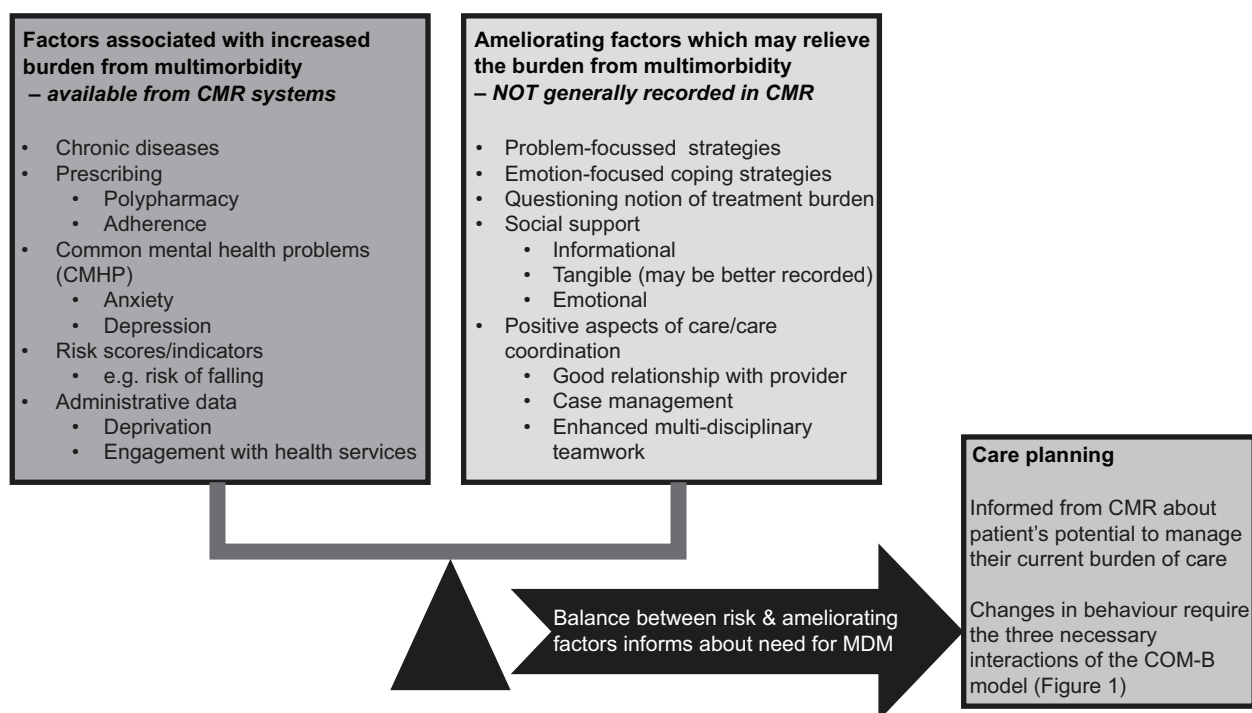 Factors associated with increased
burden from multimorbidity
– available from CMR systems
• Chronic diseases
• Prescribing
• Polypharmacy
• Adherence
• Common mental health problems
(CMHP)
• Anxiety
• Depression
• Risk scores/indicators
• e.g. risk of falling
• Administrative data
• Deprivation
• Engagement with health services
Ameliorating factors which may relieve
the burden from multimorbidity
– NOT generally recorded in CMR
• Problem-focussed strategies
• Emotion-focused coping strategies
• Questioning notion of treatment burden
• Social support
• Informational
• Tangible (may be better recorded)
• Emotional
• Positive aspects of care/care
coordination
• Good relationship with provider
• Case management
• Enhanced multi-disciplinary
teamwork
Balance between risk & ameliorating
factors informs about need for MDM
Care planning
Informed from CMR about
patient’s potential to manage
their current burden of care
Changes in behaviour require
the three necessary
interactions of the COM-B
model (Figure 1)